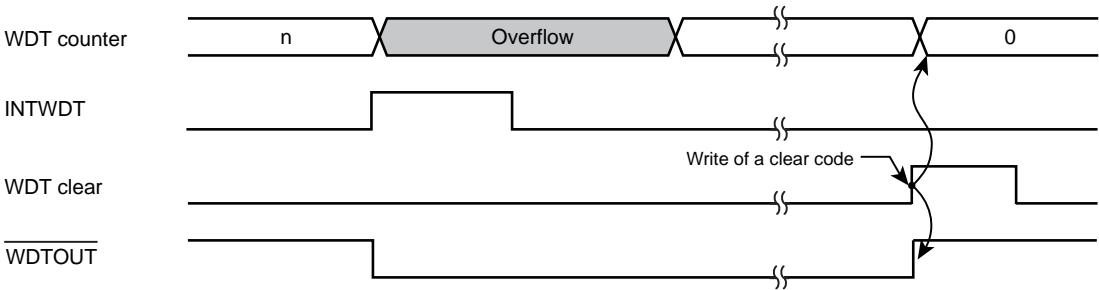 WDT counter n Overflow 0
INTWDT
Write of a clear code
WDT clear
WDTOUT